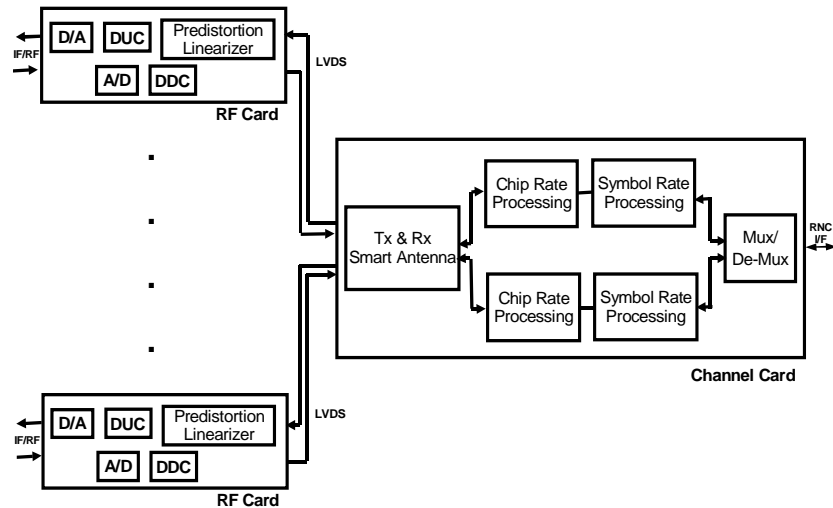 D/A
DUC
Predistortion
Linearizer
IF/RF
A/D
DDC
LVDS
RF Card
Chip Rate
Processing
Symbol Rate
Processing
Tx & Rx
Smart Antenna
Mux/
De-Mux
RNC
I/F
Chip Rate
Processing
Symbol Rate
Processing
Channel Card
D/A
DUC
Predistortion
Linearizer
IF/RF
A/D
DDC
LVDS
RF Card